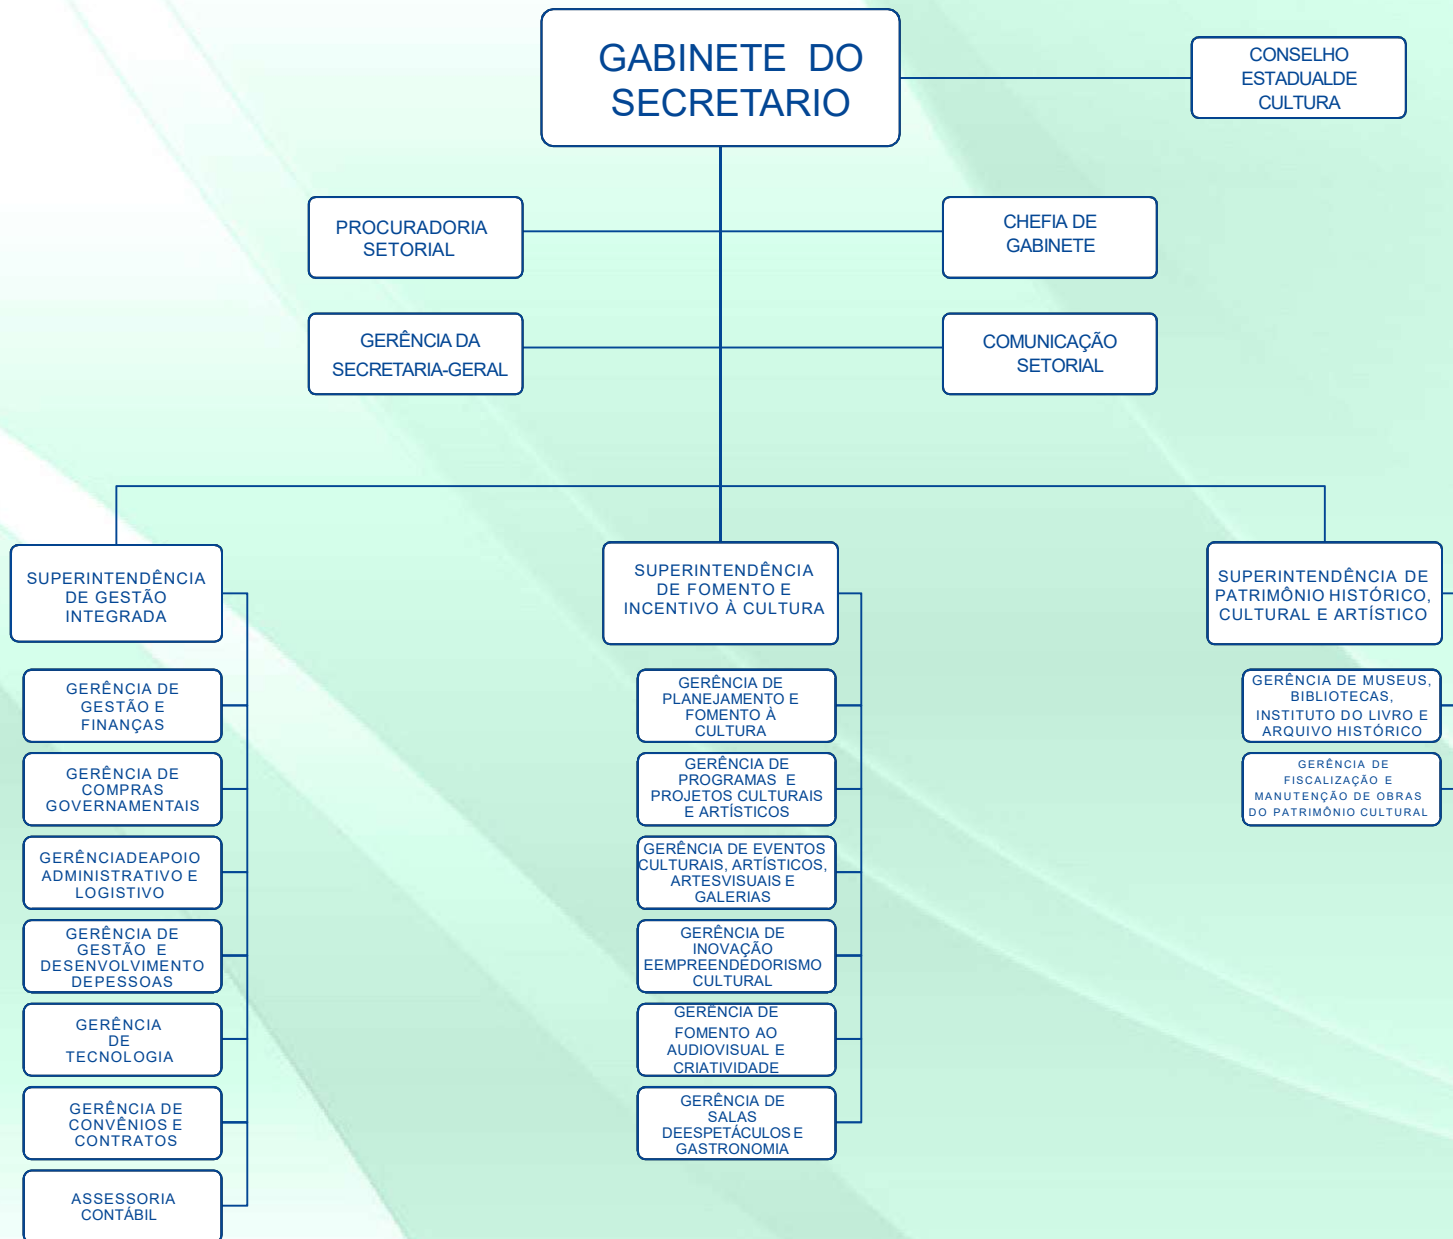 GABINETE DO
SECRETARIO
CONSELHO
ESTADUALDE
CULTURA
PROCURADORIA
SETORIAL
CHEFIA DE
GABINETE
GERÊNCIA DA
SECRETARIA-GERAL
COMUNICAÇÃO
SETORIAL
SUPERINTENDÊNCIA
DE GESTÃO
INTEGRADA
GERÊNCIA DE
GESTÃO E
FINANÇAS
GERÊNCIA DE
COMPRAS
GOVERNAMENTAIS
GERÊNCIADEAPOIO
ADMINISTRATIVO E
LOGISTIVO
GERÊNCIA DE
GESTÃO E
DESENVOLVIMENTO
DEPESSOAS
GERÊNCIA
DE
TECNOLOGIA
GERÊNCIA DE
CONVÊNIOS E
CONTRATOS
ASSESSORIA
CONTÁBIL
SUPERINTENDÊNCIA
DE FOMENTO E
INCENTIVO À CULTURA
GERÊNCIA DE
PLANEJAMENTO E
FOMENTO À
CULTURA
GERÊNCIA DE
PROGRAMAS E
PROJETOS CULTURAIS
E ARTÍSTICOS
GERÊNCIA DE EVENTOS
CULTURAIS, ARTÍSTICOS,
ARTESVISUAIS E
GALERIAS
GERÊNCIA DE
INOVAÇÃO
EEMPREENDEDORISMO
CULTURAL
GERÊNCIA DE
FOMENTO AO
AUDIOVISUAL E
CRIATIVIDADE
GERÊNCIA DE
SALAS
DEESPETÁCULOS E
GASTRONOMIA
SUPERINTENDÊNCIA DE
PATRIMÔNIO HISTÓRICO,
CULTURAL E ARTÍSTICO
GERÊNCIA DE MUSEUS,
BIBLIOTECAS,
INSTITUTO DO LIVRO E
ARQUIVO HISTÓRICO
GERÊNCIA DE
FISCALIZAÇÃO E
MANUTENÇÃO DE OBRAS
DO PATRIMÔNIO CULTURAL